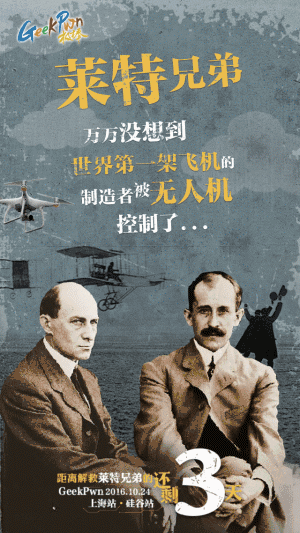 GeekPwn
极棒
莱特兄弟
万万没想到
世界第一架飞机的
制造者被无人机
控制了...
距离解救莱特兄弟的还剩3天
GeekPwn 2016.10.24
上海站·硅谷站